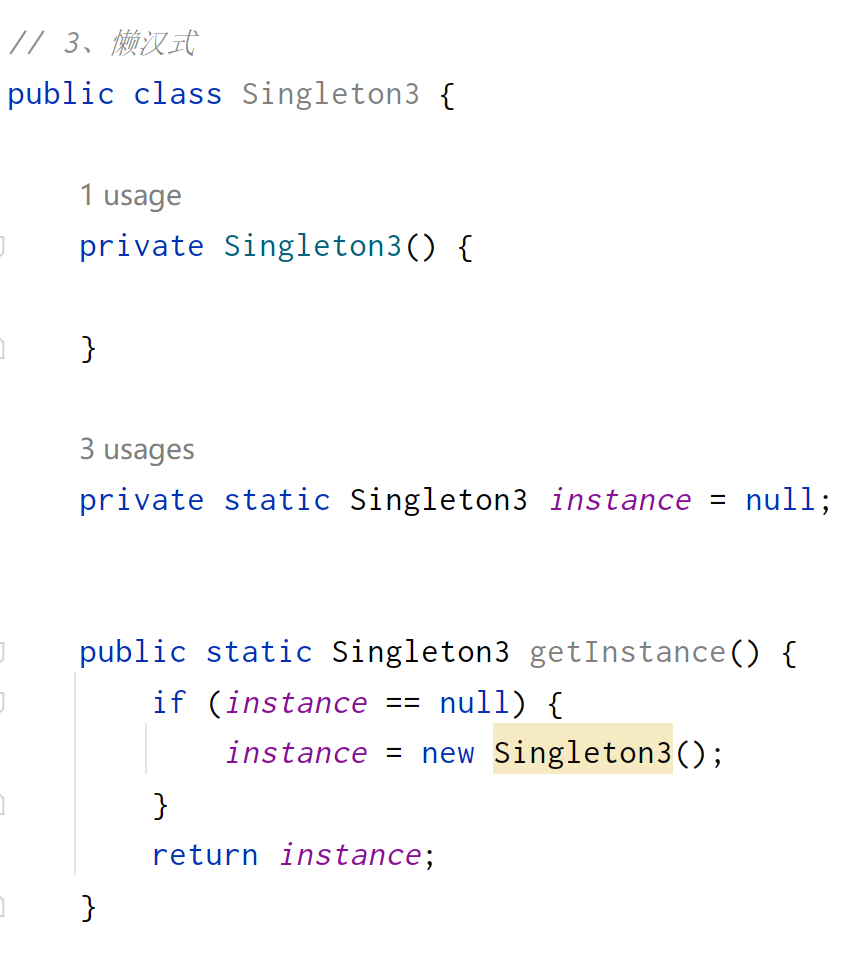 // 3、懒汉式
public class Singleton3 {
1 usage
private Singleton3() {
}
3 usages
private static Singleton3 instance = null;
public static Singleton3 getInstance() {
if (instance == null) {
instance = new Singleton3();
}
return instance;
}